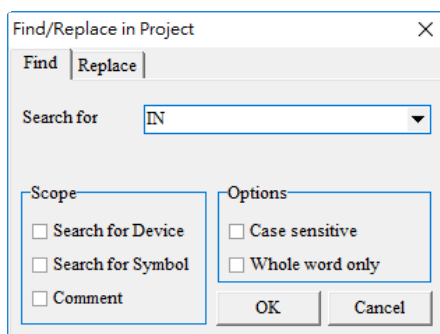 Find/Replace in Project
Find Replace
Search for IN
Scope
Search for Device
Search for Symbol
Comment
Options
Case sensitive
Whole word only
OK Cancel